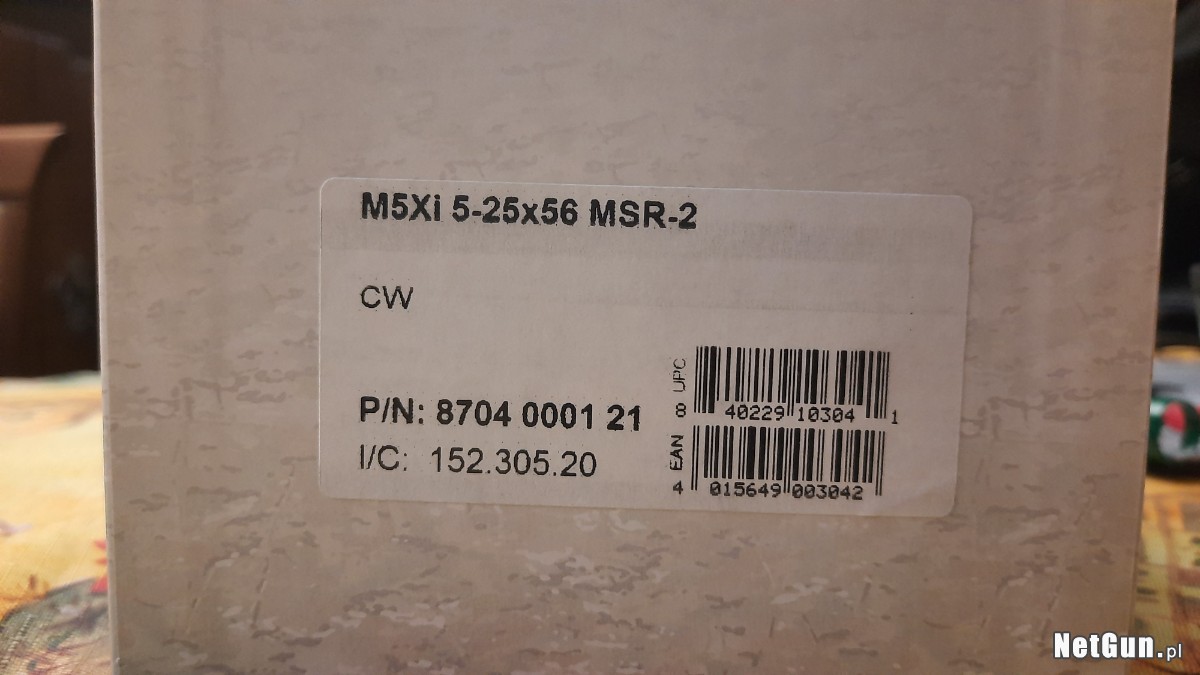 M5Xi 5-25x56 MSR-2
CW
P/N: 8704 0001 21
I/C: 152.305.20
UPC
8 40229 10304 1
EAN
4 015649 003042
NetGun.pl